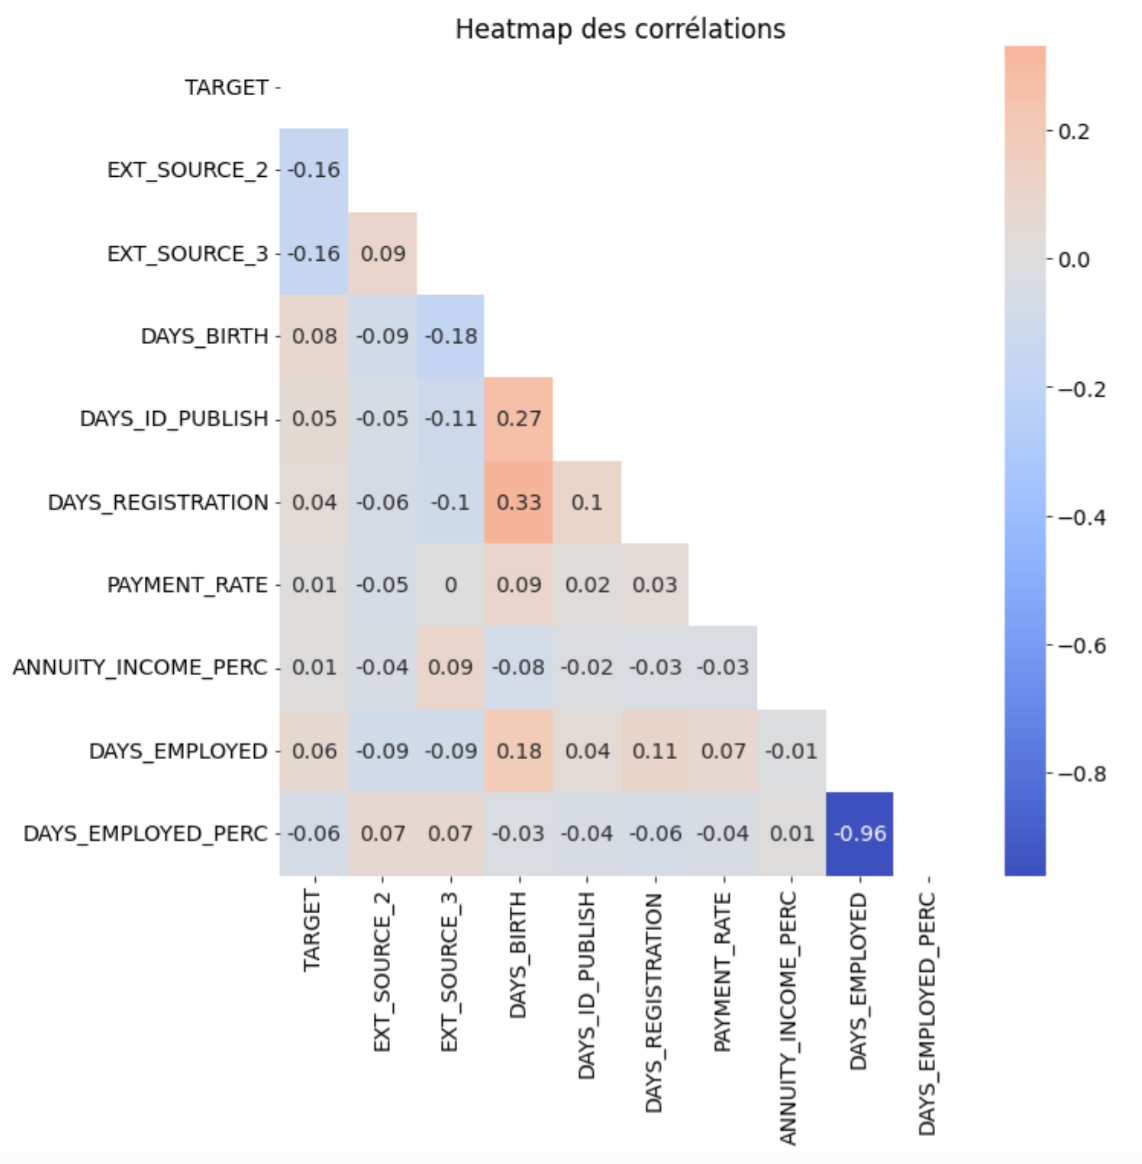 Heatmap des corrélations
TARGET
EXT_SOURCE_2 -0.16
EXT_SOURCE_3 -0.16 0.09
DAYS_BIRTH 0.08 -0.09 -0.18
DAYS_ID_PUBLISH 0.05 -0.05 -0.11 0.27
DAYS_REGISTRATION 0.04 -0.06 -0.1 0.33 0.1
PAYMENT_RATE 0.01 -0.05 0 0.09 0.02 0.03
ANNUITY_INCOME_PERC 0.01 -0.04 0.09 -0.08 -0.02 -0.03 -0.03
DAYS_EMPLOYED 0.06 -0.09 -0.09 0.18 0.04 0.11 0.07 -0.01
DAYS_EMPLOYED_PERC -0.06 0.07 0.07 -0.03 -0.04 -0.06 -0.04 0.01 -0.96
TARGET
EXT_SOURCE_2
EXT_SOURCE_3
DAYS_BIRTH
DAYS_ID_PUBLISH
DAYS_REGISTRATION
PAYMENT_RATE
ANNUITY_INCOME_PERC
DAYS_EMPLOYED
DAYS_EMPLOYED_PERC
0.2
0.0
−0.2
−0.4
−0.6
−0.8